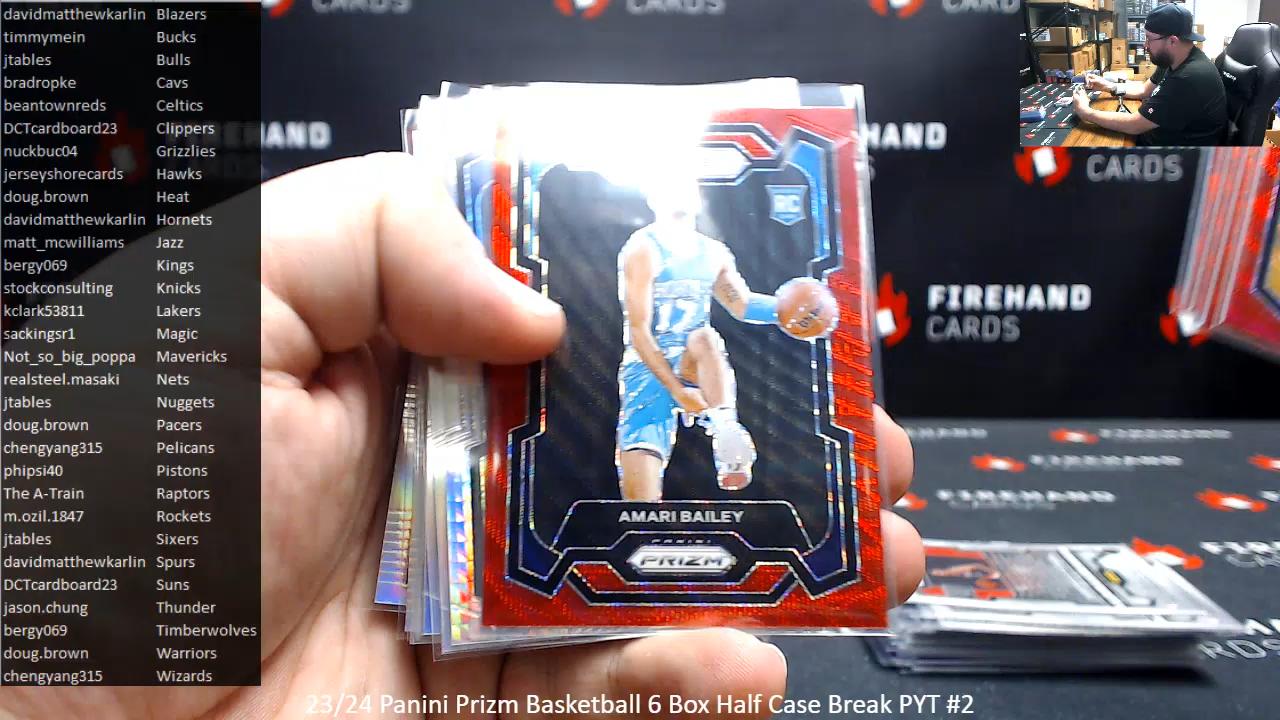 davidmatthewkarlin Blazers
timmymein Bucks
jtables Bulls
bradropke Cavs
beantownreds Celtics
DCTcardboard23 Clippers
nuckbuc04 Grizzlies
jerseyshorecards Hawks
doug.brown Heat
davidmatthewkarlin Hornets
matt_mcwilliams Jazz
bergy069 Kings
stockconsulting Knicks
kclark53811 Lakers
sackingsr1 Magic
Not_so_big_poppa Mavericks
realsteel.masaki Nets
jtables Nuggets
doug.brown Pacers
chengyang315 Pelicans
phipsi40 Pistons
The A-Train Raptors
m.ozil.1847 Rockets
jtables Sixers
davidmatthewkarlin Spurs
DCTcardboard23 Suns
jason.chung Thunder
bergy069 Timberwolves
doug.brown Warriors
chengyang315 Wizards
CARDS
FIREHAND
CARDS
FIREHAND
CARDS
RC
17
AMARI BAILEY
PANINI
PRIZM
23/24 Panini Prizm Basketball 6 Box Half Case Break PYT #2